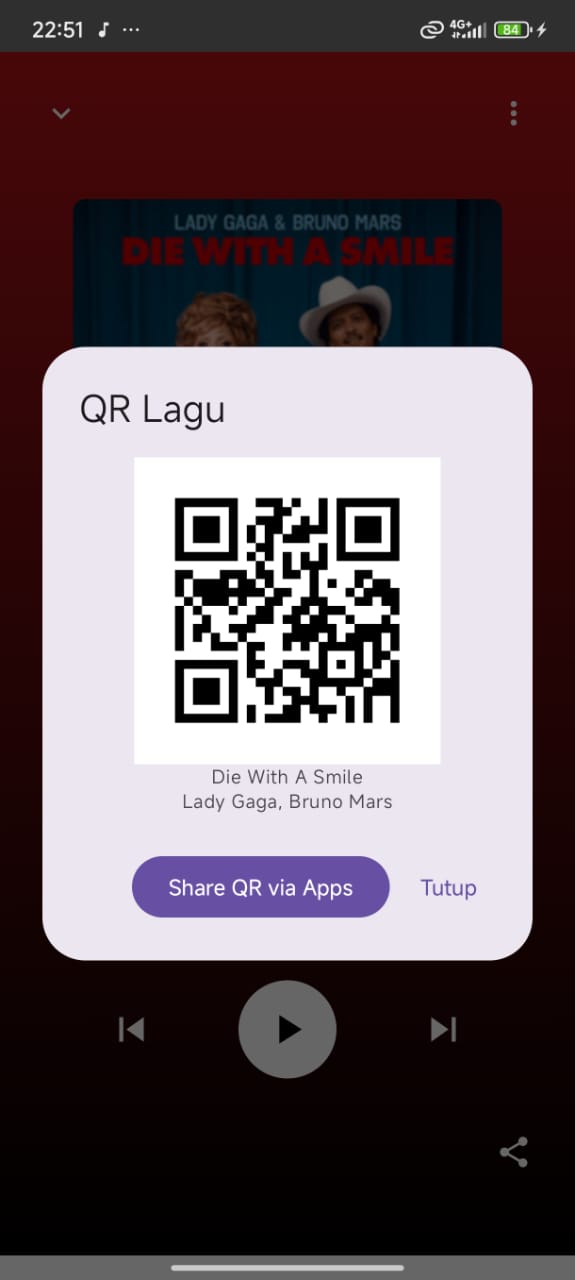 22:51
4G+
84
LADY GAGA & BRUNO MARS
DIE WITH A SMILE
QR Lagu
Die With A Smile
Lady Gaga, Bruno Mars
Share QR via Apps
Tutup